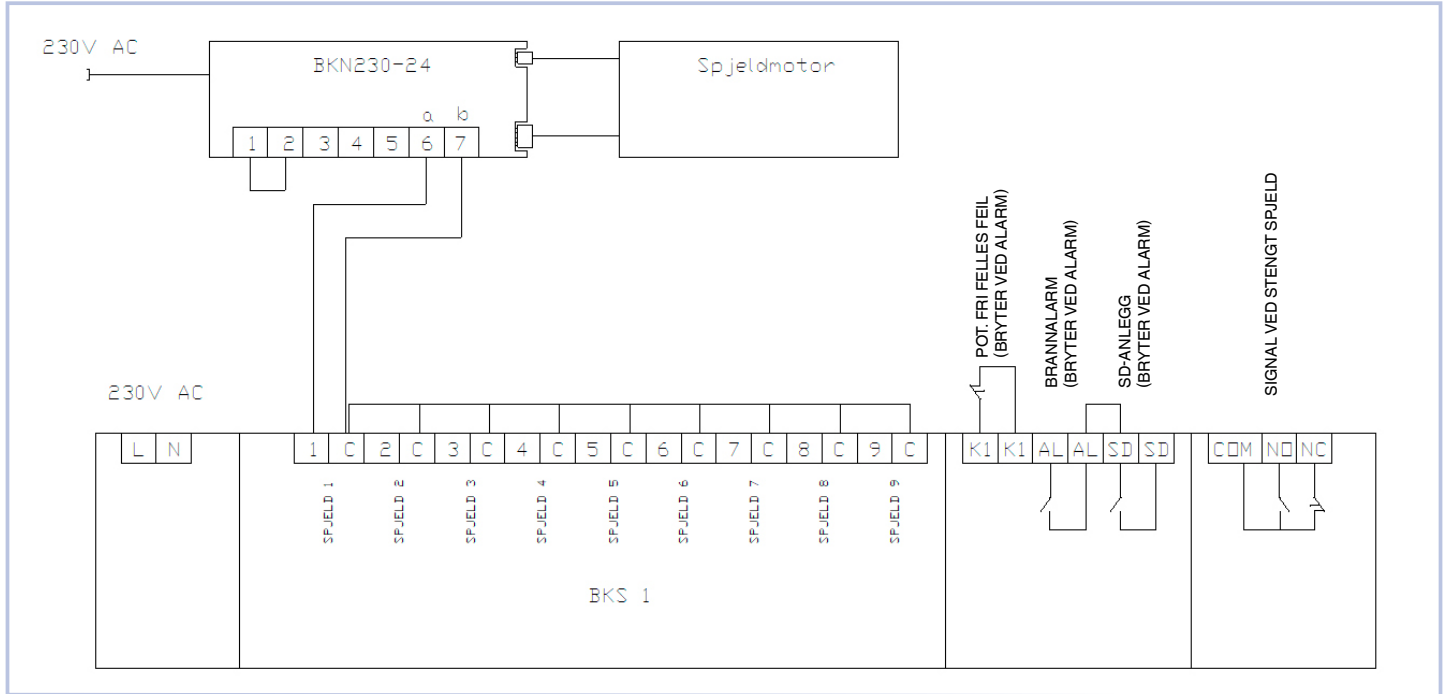 230V AC
BKN230-24
Spjeldmotor
a b
1 2 3 4 5 6 7
POT. FRI FELLES FEIL
(BRYTER VED ALARM)
BRANNALARM
(BRYTER VED ALARM)
SD-ANLEGG
(BRYTER VED ALARM)
SIGNAL VED STENGT SPJELD
230V AC
L N
1 C 2 C 3 C 4 C 5 C 6 C 7 C 8 C 9 C
K1 K1 AL AL SD SD
COM NO NC
SPJELD 1
SPJELD 2
SPJELD 3
SPJELD 4
SPJELD 5
SPJELD 6
SPJELD 7
SPJELD 8
SPJELD 9
BKS 1